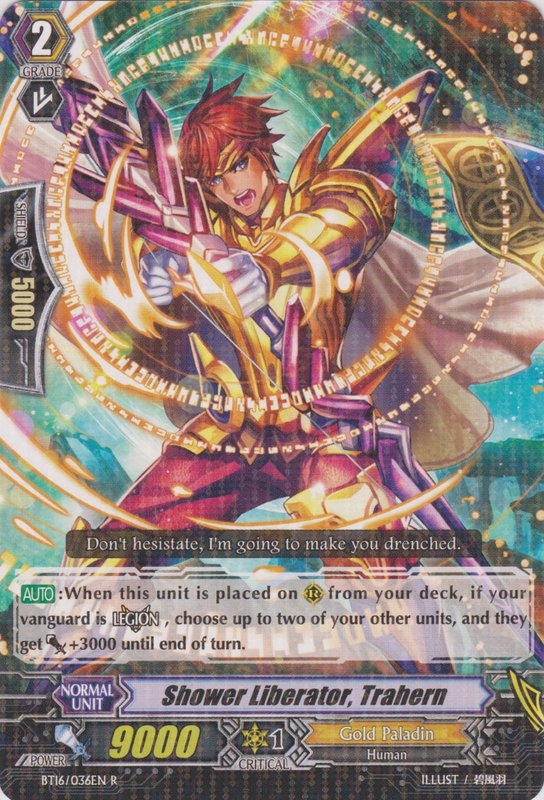 2
GRADE
SHIELD
5000
Don't hesistate, I'm going to make you drenched.
AUTO :When this unit is placed on R from your deck, if your
vanguard is LEGION , choose up to two of your other units, and they
get +3000 until end of turn.
NORMAL
UNIT
Shower Liberator, Trahern
POWER
9000
1
CRITICAL
Gold Paladin
Human
BT16/036EN R
ILLUST / 碧風羽